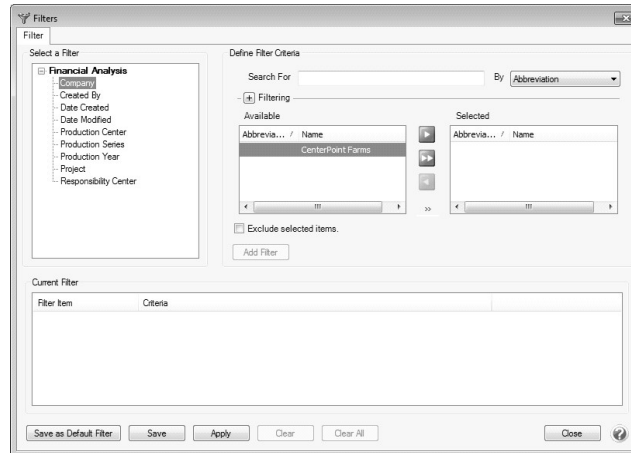 Filters
Filter
Select a Filter
Financial Analysis
Company
Created By
Date Created
Date Modified
Production Center
Production Series
Production Year
Project
Responsibility Center
Define Filter Criteria
Search For
By Abbreviation
Filtering
Available
Abbrevia... / Name
CenterPoint Farms
Selected
Abbrevia... / Name
Exclude selected items.
Add Filter
Current Filter
Filter Item Criteria
Save as Default Filter Save Apply Clear Clear All Close